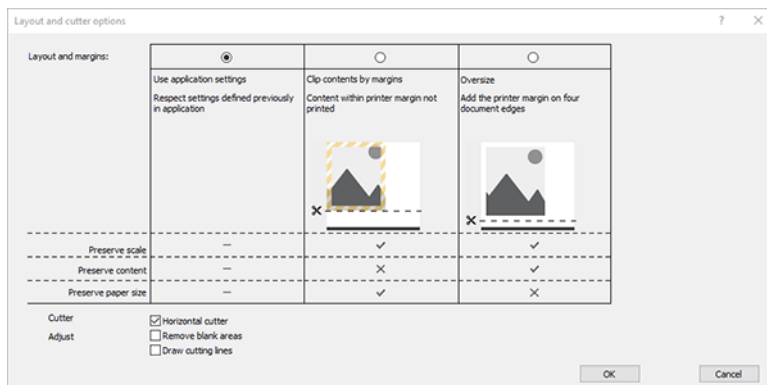 Layout and cutter options
Layout and margins:
Use application settings
Respect settings defined previously
in application
Clip contents by margins
Content within printer margin not
printed
Oversize
Add the printer margin on four
document edges
Preserve scale
Preserve content
Preserve paper size
Cutter
Horizontal cutter
Adjust
Remove blank areas
Draw cutting lines
OK
Cancel